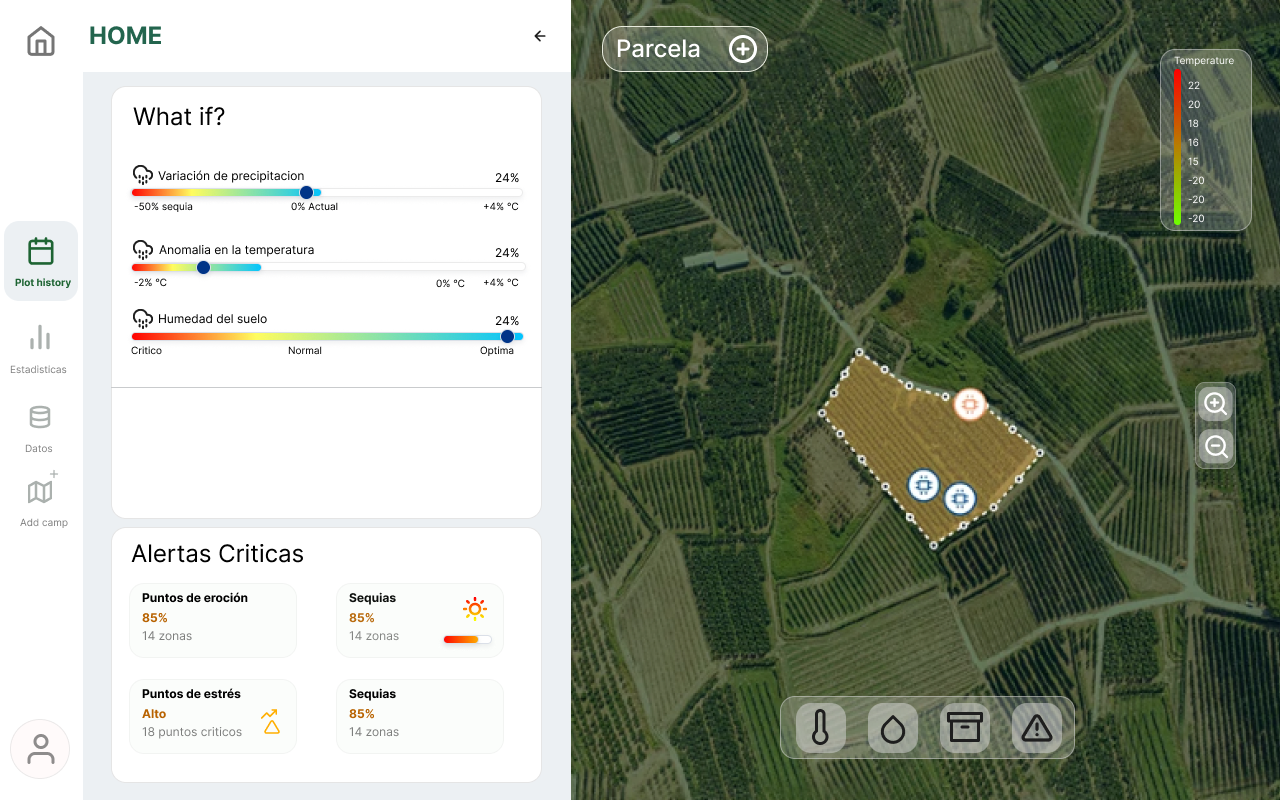 HOME
What if?
Variación de precipitacion
24%
-50% sequia
0% Actual
+4% °C
Anomalia en la temperatura
24%
-2% °C
0% °C
+4% °C
Humedad del suelo
24%
Critico
Normal
Optima
Plot history
Estadisticas
Datos
Add camp
Alertas Criticas
Puntos de eroción
85%
14 zonas
Sequias
85%
14 zonas
Puntos de estrés
Alto
18 puntos criticos
Sequias
85%
14 zonas
Parcela
Temperature
22
20
18
16
15
-20
-20
-20